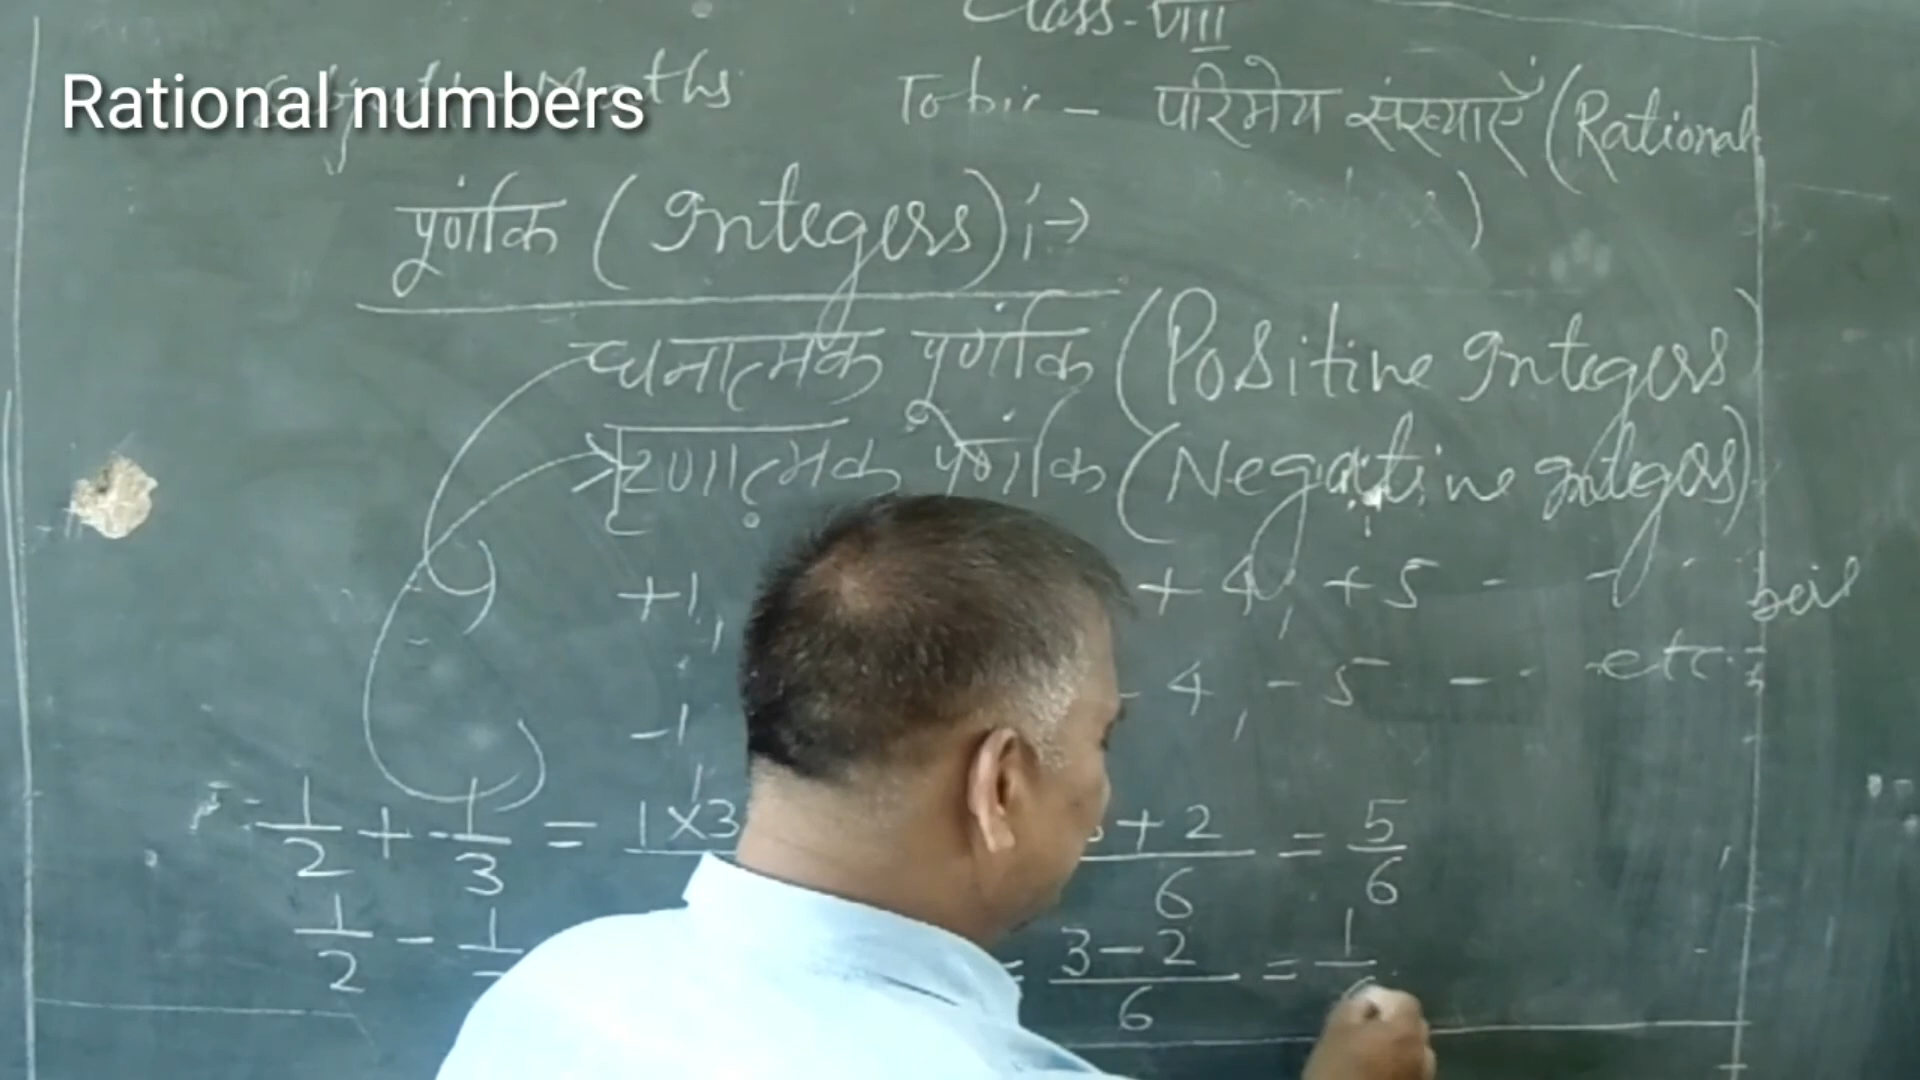 Class-VIII
Rational numbers
Maths Topic - परिमेय संख्याएँ (Rational
)
पूर्णांक (Integers) :→
धनात्मक पूर्णांक (Positive Integers)
ऋणात्मक पूर्णांक (Negative Integers)
+1, +4, +5 - -
-1 -4, -5 - - etc.
1/2 + 1/3 = 1×3 3+2/6 = 5/6
1/2 - 1 = 3-2/6 = 1/